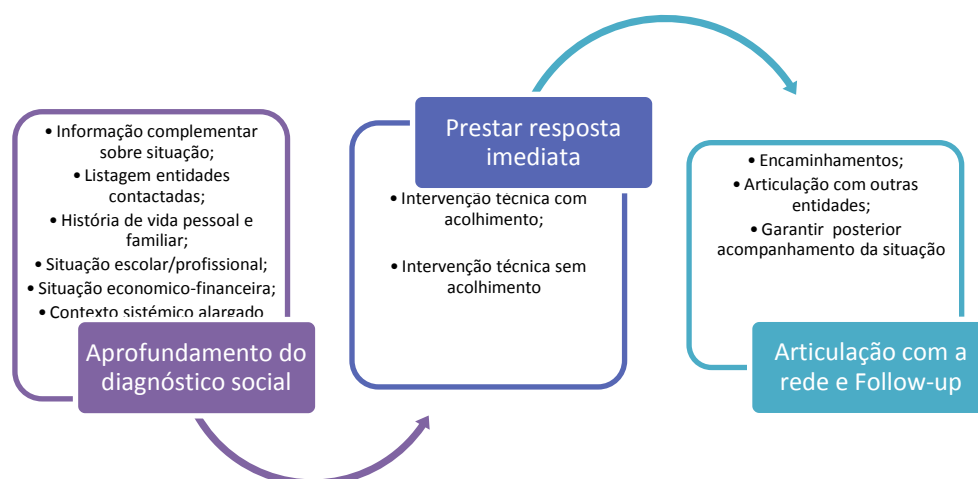 • Informação complementar
sobre situação;
• Listagem entidades
contactadas;
• História de vida pessoal e
familiar;
• Situação escolar/profissional;
• Situação economico-financeira;
• Contexto sistémico alargado
Aprofundamento do
diagnóstico social
Prestar resposta
imediata
• Intervenção técnica com
acolhimento;
• Intervenção técnica sem
acolhimento
• Encaminhamentos;
• Articulação com outras
entidades;
• Garantir posterior
acompanhamento da situação
Articulação com a
rede e Follow-up